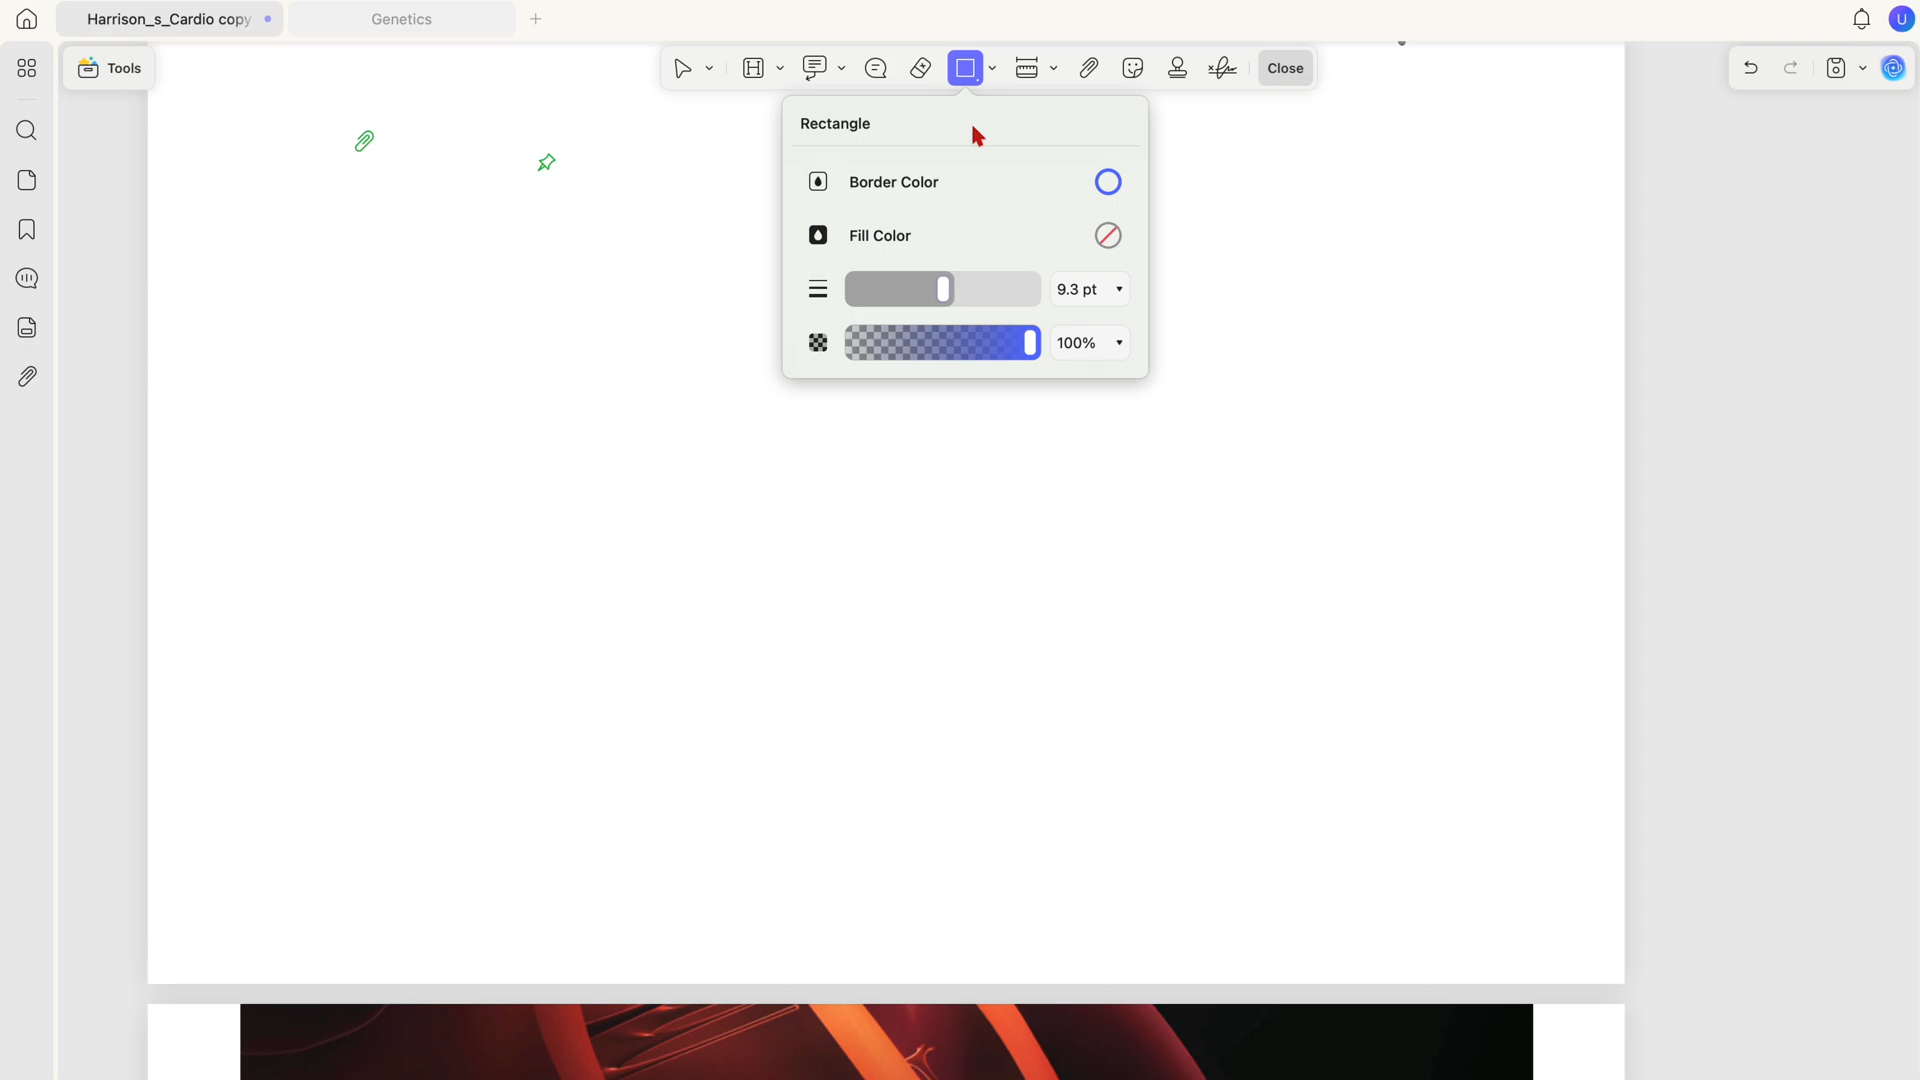 Harrison_s_Cardio copy
Genetics
U
Tools
Close
Rectangle
Border Color
Fill Color
9.3 pt
100%